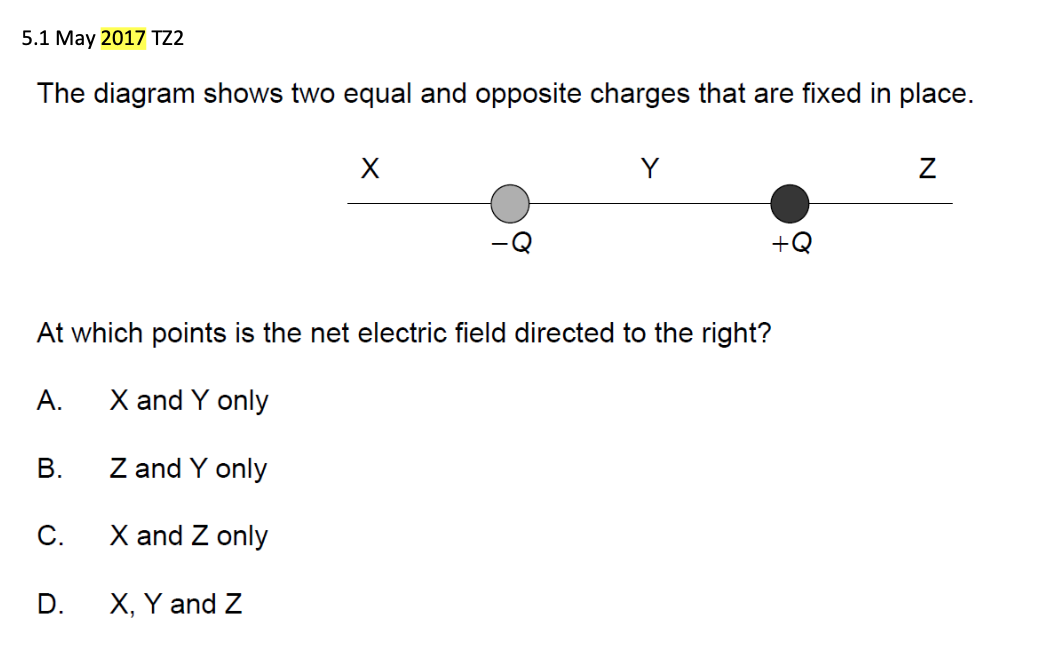 5.1 May 2017 TZ2
The diagram shows two equal and opposite charges that are fixed in place.
X Y Z
−Q +Q
At which points is the net electric field directed to the right?
A. X and Y only
B. Z and Y only
C. X and Z only
D. X, Y and Z